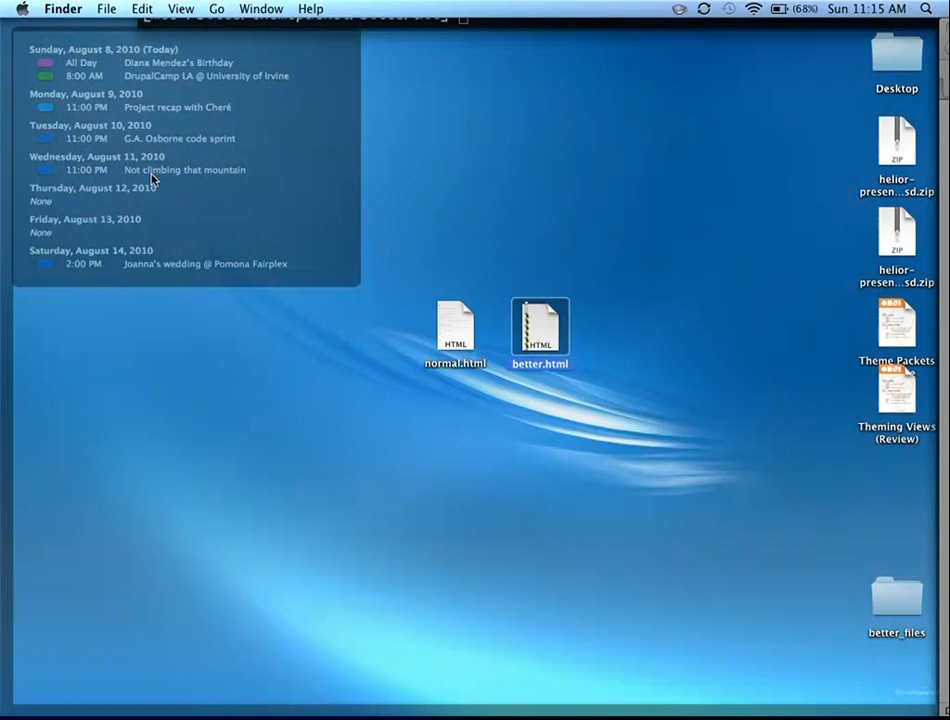 Finder File Edit View Go Window Help (68%) Sun 11:15 AM
Sunday, August 8, 2010 (Today)
All Day Diana Mendez's Birthday
8:00 AM DrupalCamp LA @ University of Irvine
Monday, August 9, 2010
11:00 PM Project recap with Cheré
Tuesday, August 10, 2010
11:00 PM G.A. Osborne code sprint
Wednesday, August 11, 2010
11:00 PM Not climbing that mountain
Thursday, August 12, 2010
None
Friday, August 13, 2010
None
Saturday, August 14, 2010
2:00 PM Joanna's wedding @ Pomona Fairplex
HTML
normal.html
HTML
better.html
Desktop
ZIP
helior-
presen...sd.zip
ZIP
helior-
presen...sd.zip
Theme Packets
Theming Views
(Review)
better_files